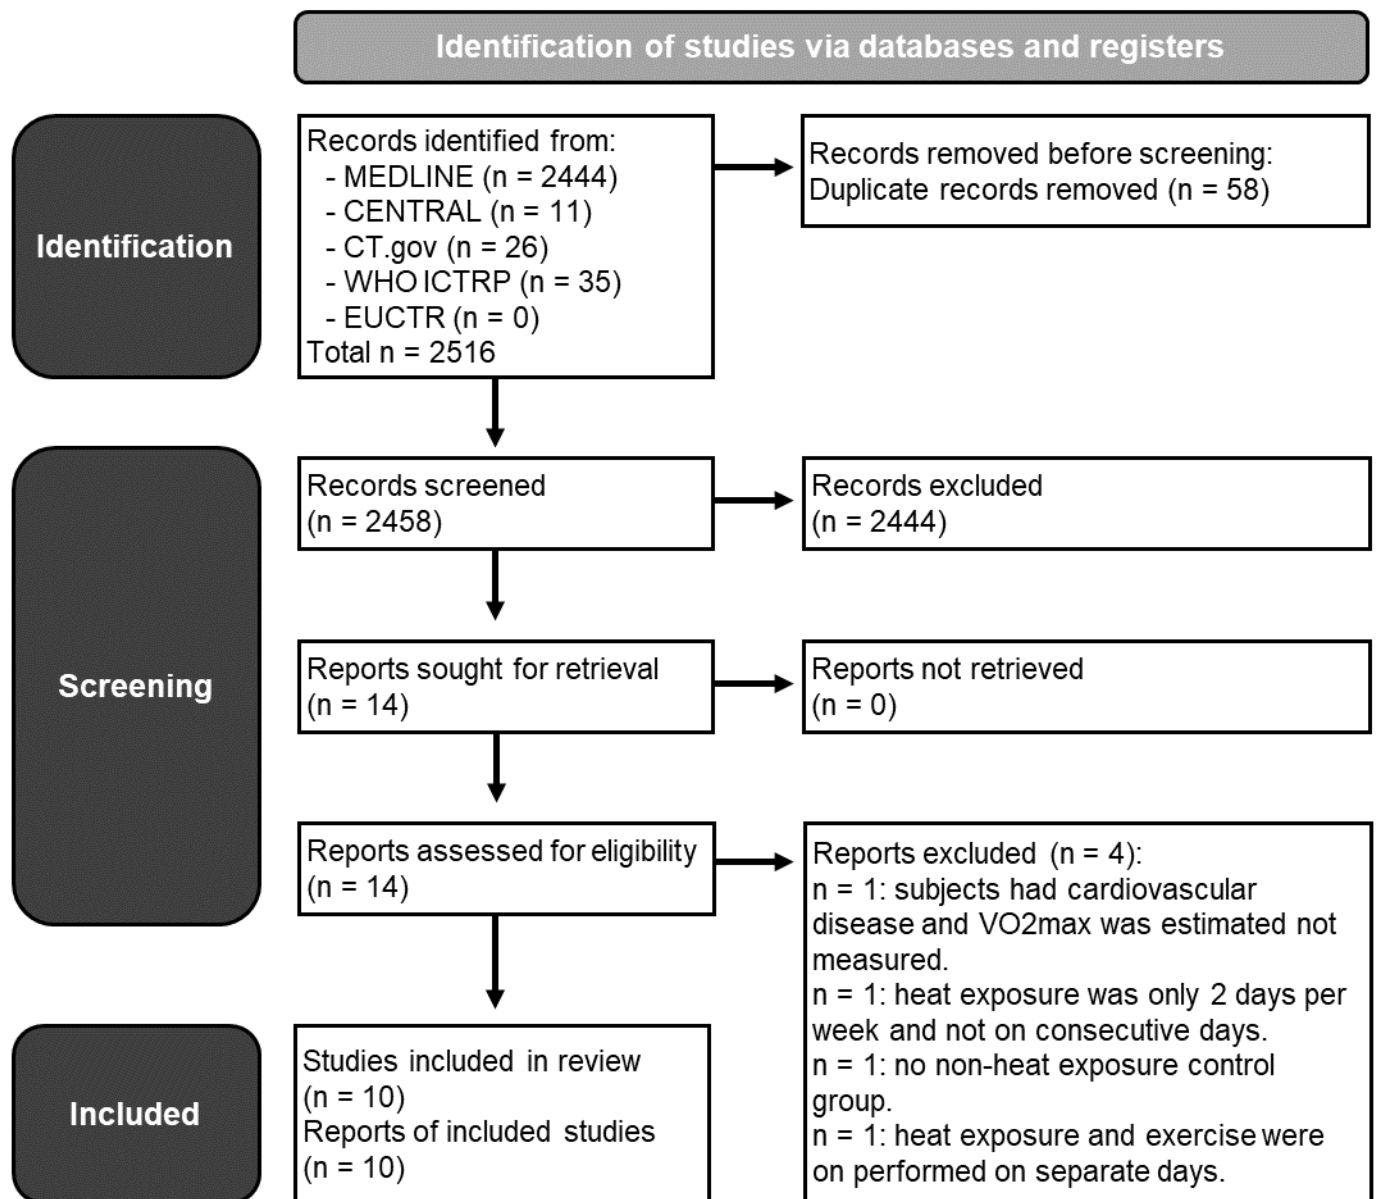 Identification of studies via databases and registers
Identification
Records identified from:
- MEDLINE (n = 2444)
- CENTRAL (n = 11)
- CT.gov (n = 26)
- WHO ICTRP (n = 35)
- EUCTR (n = 0)
Total n = 2516
Records removed before screening:
Duplicate records removed (n = 58)
Screening
Records screened
(n = 2458)
Records excluded
(n = 2444)
Reports sought for retrieval
(n = 14)
Reports not retrieved
(n = 0)
Reports assessed for eligibility
(n = 14)
Reports excluded (n = 4):
n = 1: subjects had cardiovascular
disease and VO2max was estimated not
measured.
n = 1: heat exposure was only 2 days per
week and not on consecutive days.
n = 1: no non-heat exposure control
group.
n = 1: heat exposure and exercise were
on performed on separate days.
Included
Studies included in review
(n = 10)
Reports of included studies
(n = 10)